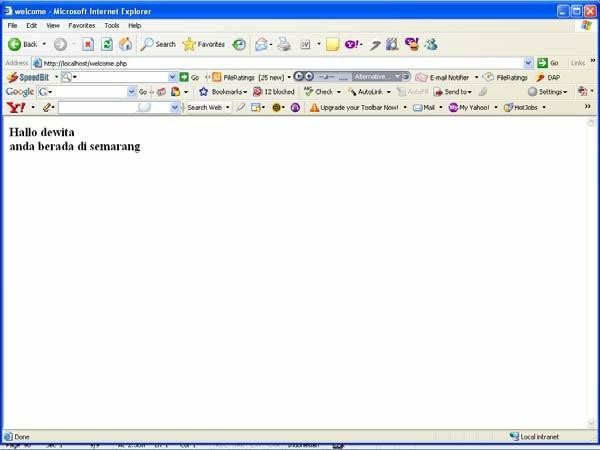 welcome - Microsoft Internet Explorer
File Edit View Favorites Tools Help
Back Search Favorites
Address http://localhost/welcome.php Go Links »
SPEEDBIT Go FileRatings [25 new] Alternative... E-mail Notifier FileRatings DAP
Google G Go Bookmarks 12 blocked Check AutoLink AutoFill Send to Settings
Y! Search Web Upgrade your Toolbar Now! Mail My Yahoo! HotJobs »
Hallo dewita
anda berada di semarang
Done Local intranet